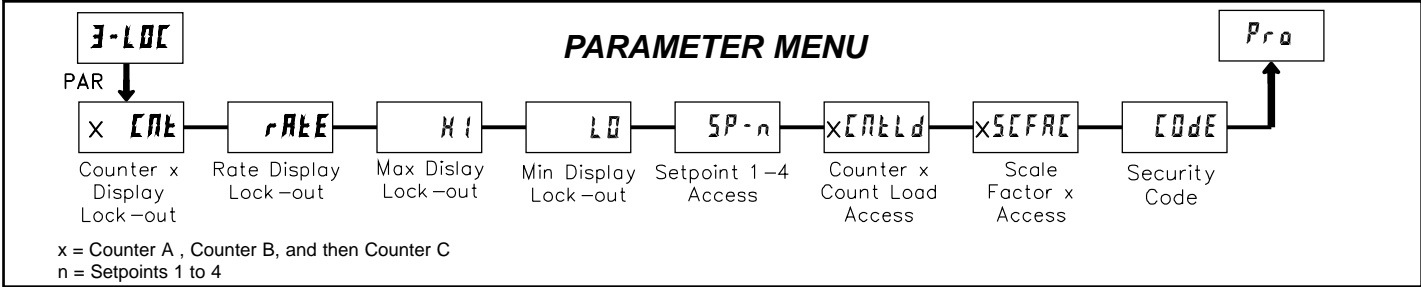 3-LOC
PARAMETER MENU
Pro
PAR
x CNt
rAtE
HI
LO
SP-n
xCNtLd
xSCFAC
COdE
Counter x
Display
Lock-out
Rate Display
Lock-out
Max Dislay
Lock-out
Min Display
Lock-out
Setpoint 1-4
Access
Counter x
Count Load
Access
Scale
Factor x
Access
Security
Code
x = Counter A , Counter B, and then Counter C
n = Setpoints 1 to 4